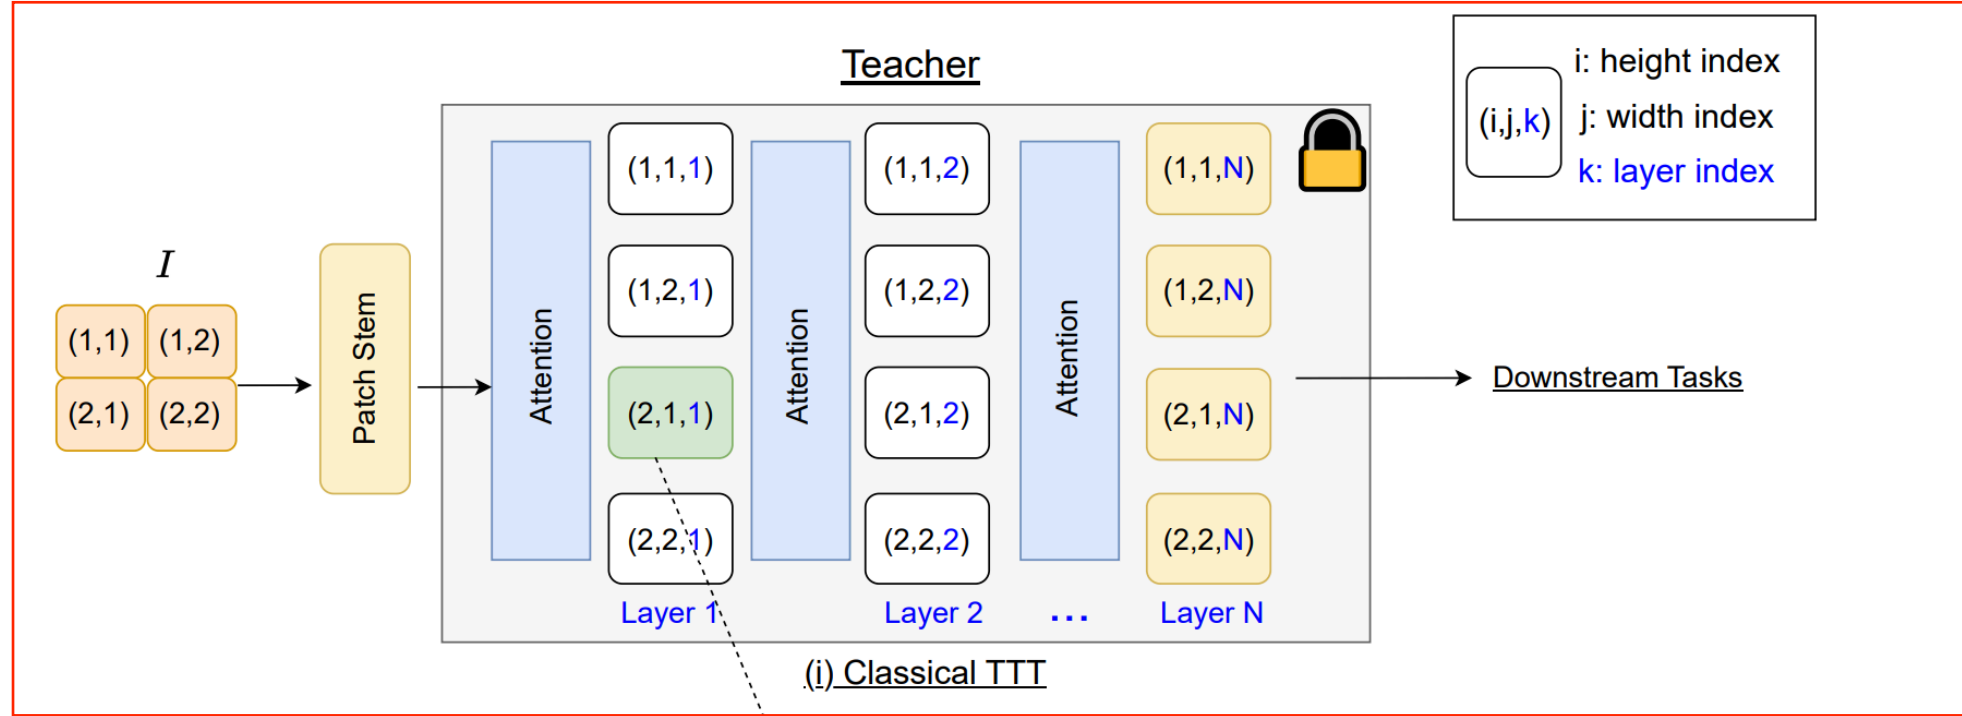 Teacher
i: height index
(i,j,k)
j: width index
k: layer index
I
(1,1) (1,2)
(2,1) (2,2)
Patch Stem
Attention
(1,1,1)
(1,2,1)
(2,1,1)
(2,2,1)
Layer 1
Attention
(1,1,2)
(1,2,2)
(2,1,2)
(2,2,2)
Layer 2
...
Attention
(1,1,N)
(1,2,N)
(2,1,N)
(2,2,N)
Layer N
Downstream Tasks
(i) Classical TTT